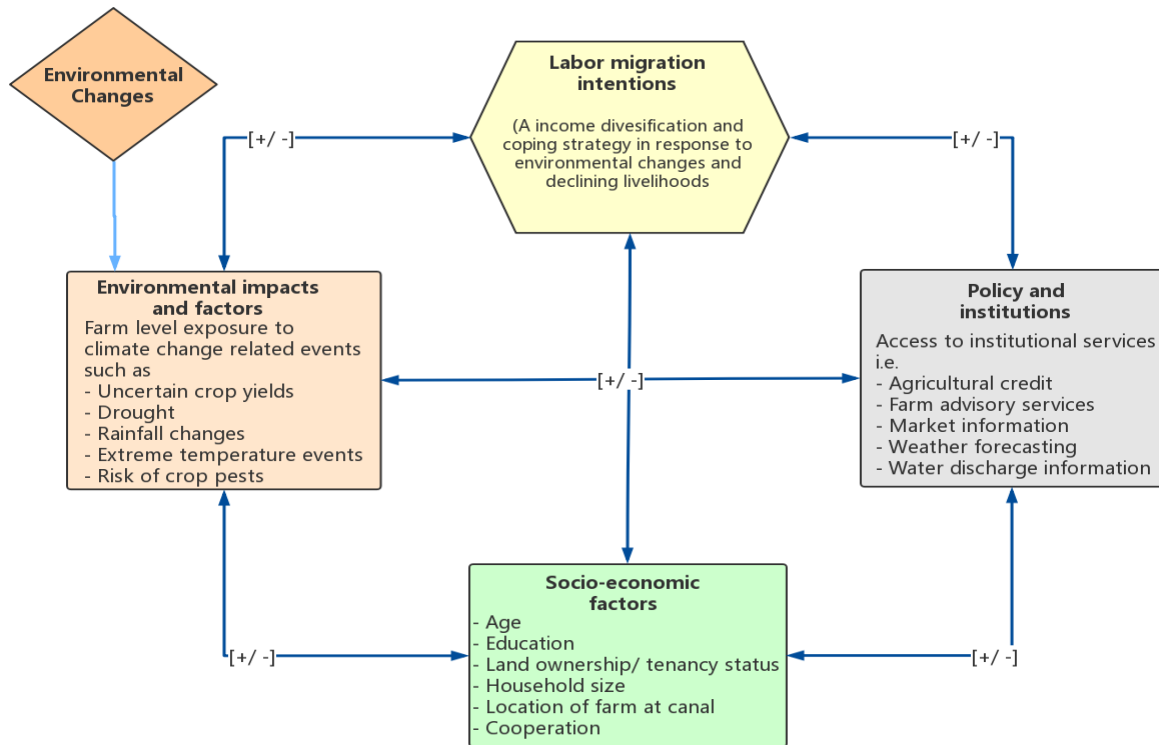 Environmental
Changes
Labor migration
intentions
(A income divesification and
coping strategy in response to
environmental changes and
declining livelihoods
[+/ -]
[+/ -]
Environmental impacts
and factors
Farm level exposure to
climate change related events
such as
- Uncertain crop yields
- Drought
- Rainfall changes
- Extreme temperature events
- Risk of crop pests
[+/ -]
Policy and
institutions
Access to institutional services
i.e.
- Agricultural credit
- Farm advisory services
- Market information
- Weather forecasting
- Water discharge information
Socio-economic
factors
- Age
- Education
- Land ownership/ tenancy status
- Household size
- Location of farm at canal
- Cooperation
[+/ -]
[+/ -]